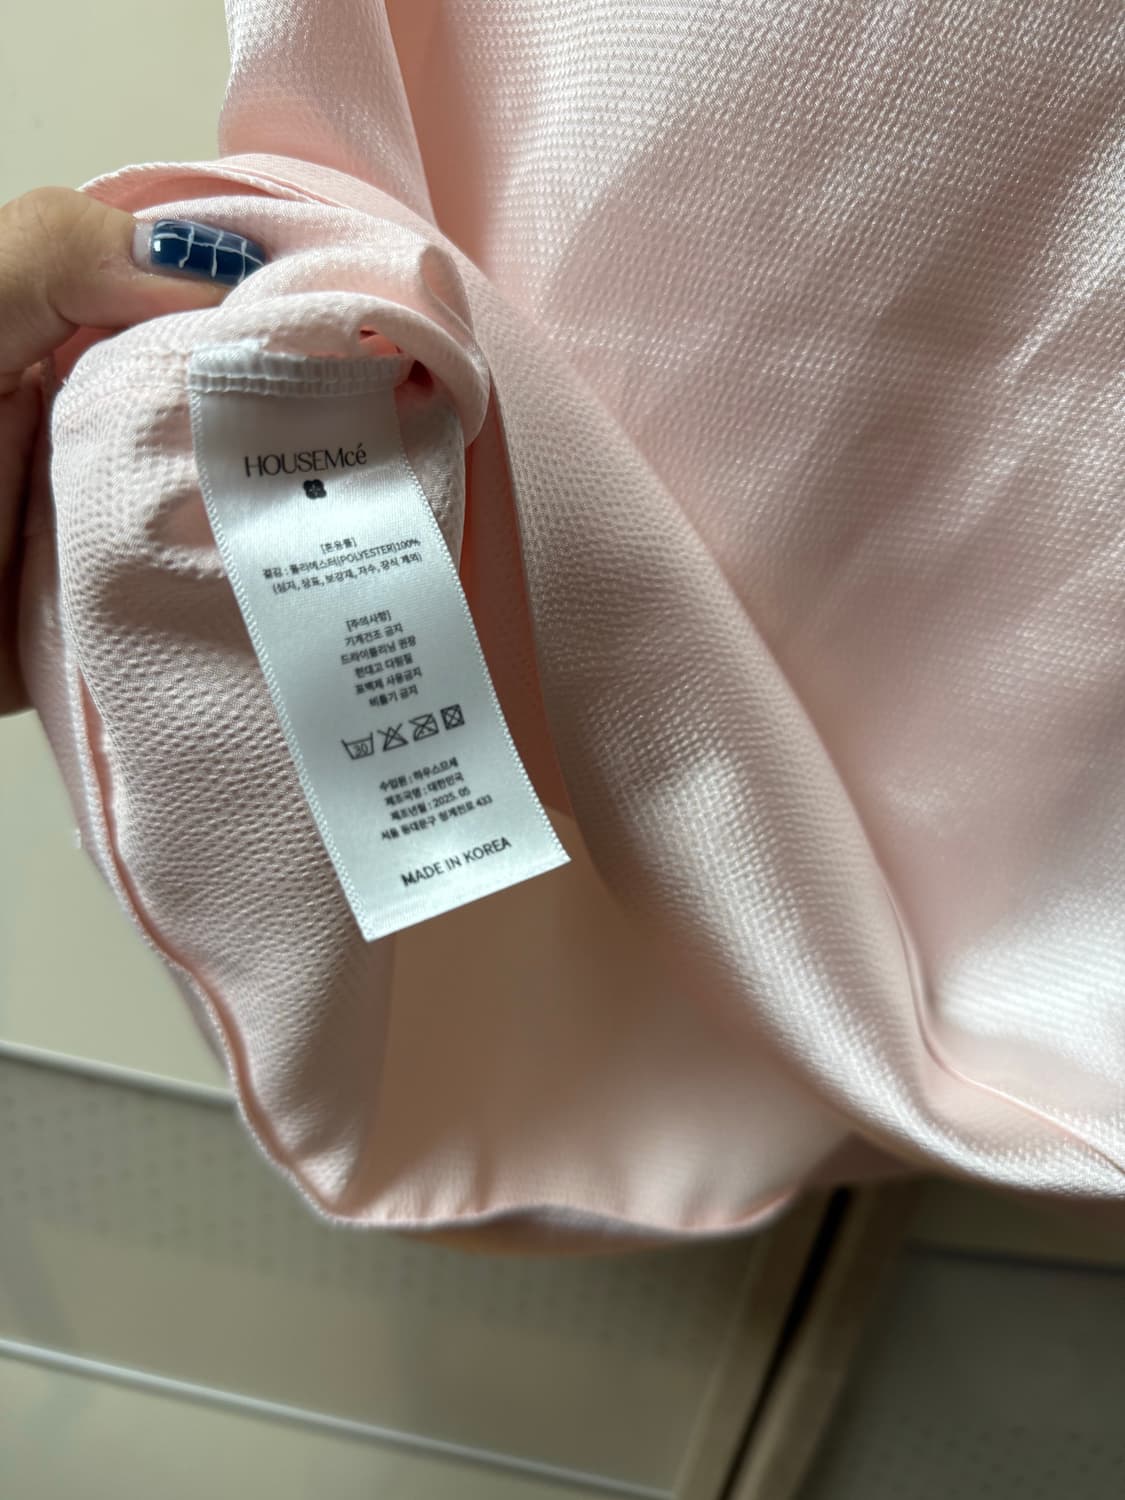 HOUSEMcé
[혼용률]
겉감 : 폴리에스터(POLYESTER)100%
(심지, 상표, 보강재, 자수, 장식 제외)
[주의사항]
기계건조 금지
드라이클리닝 권장
헌대고 다림질
표백제 사용금지
비틀기 금지
30
수입원 : 하우스므쎄
제조국명 : 대한민국
제조년월 : 2025. 05
서울 동대문구 청계천로 433
MADE IN KOREA